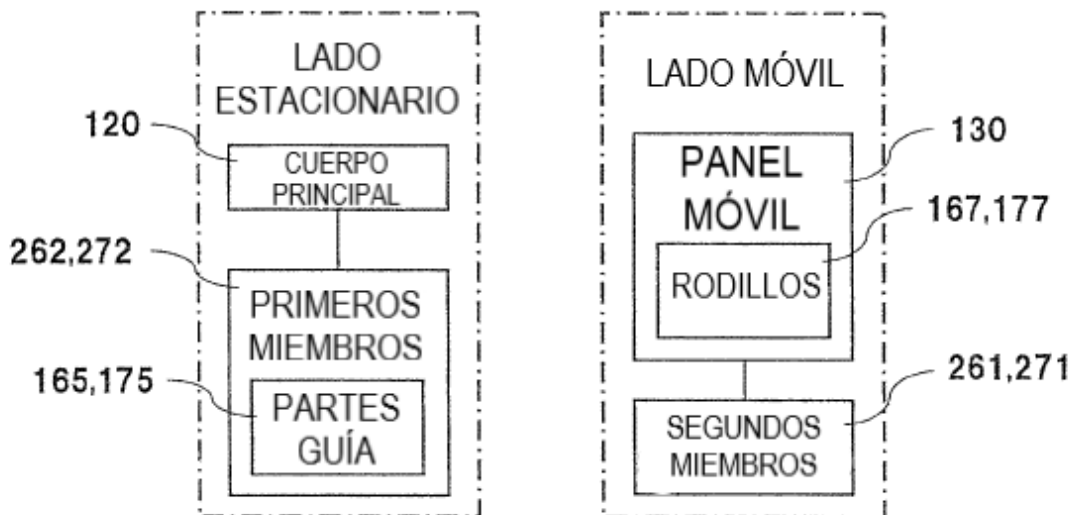 LADO
ESTACIONARIO
120
CUERPO
PRINCIPAL
262,272
PRIMEROS
MIEMBROS
165,175
PARTES
GUÍA
LADO MÓVIL
130
PANEL
MÓVIL
167,177
RODILLOS
261,271
SEGUNDOS
MIEMBROS